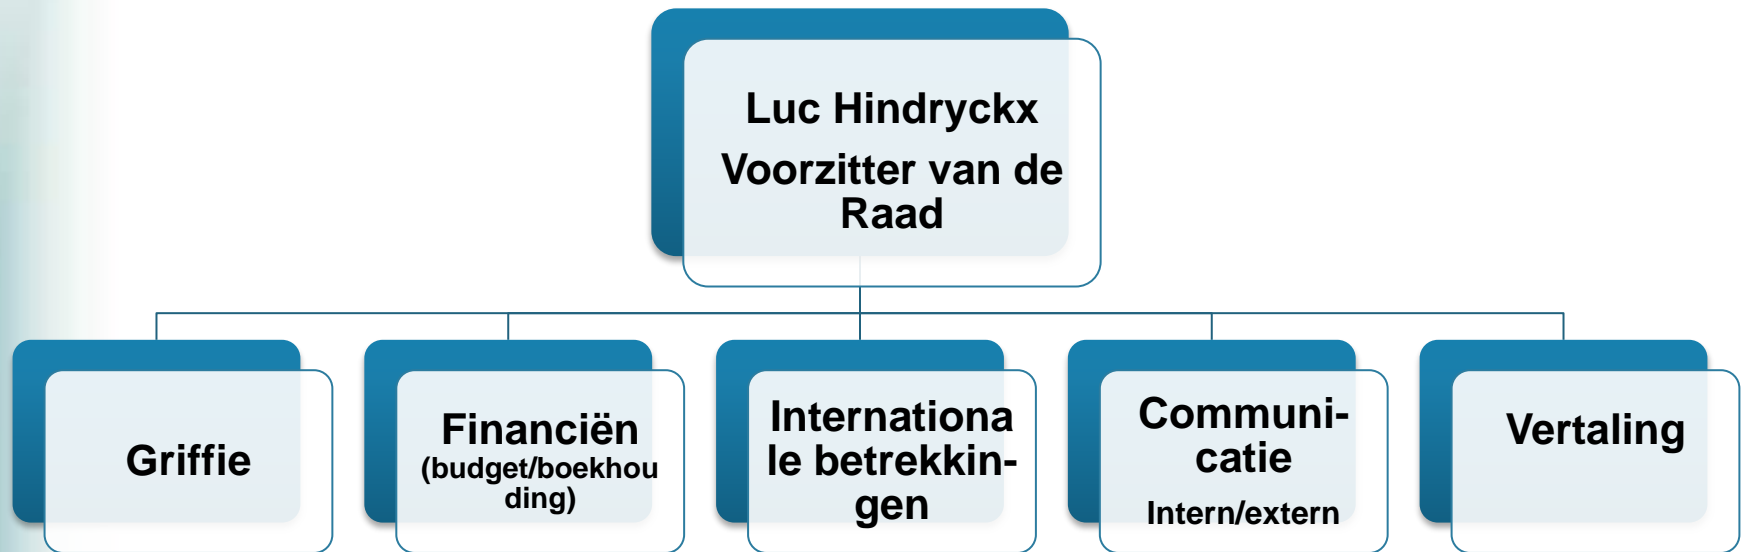 Luc Hindryckx
Voorzitter van de
Raad
Griffie
Financiën
(budget/boekhou
ding)
Internationa
le betrekkin-
gen
Communi-
catie
Intern/extern
Vertaling